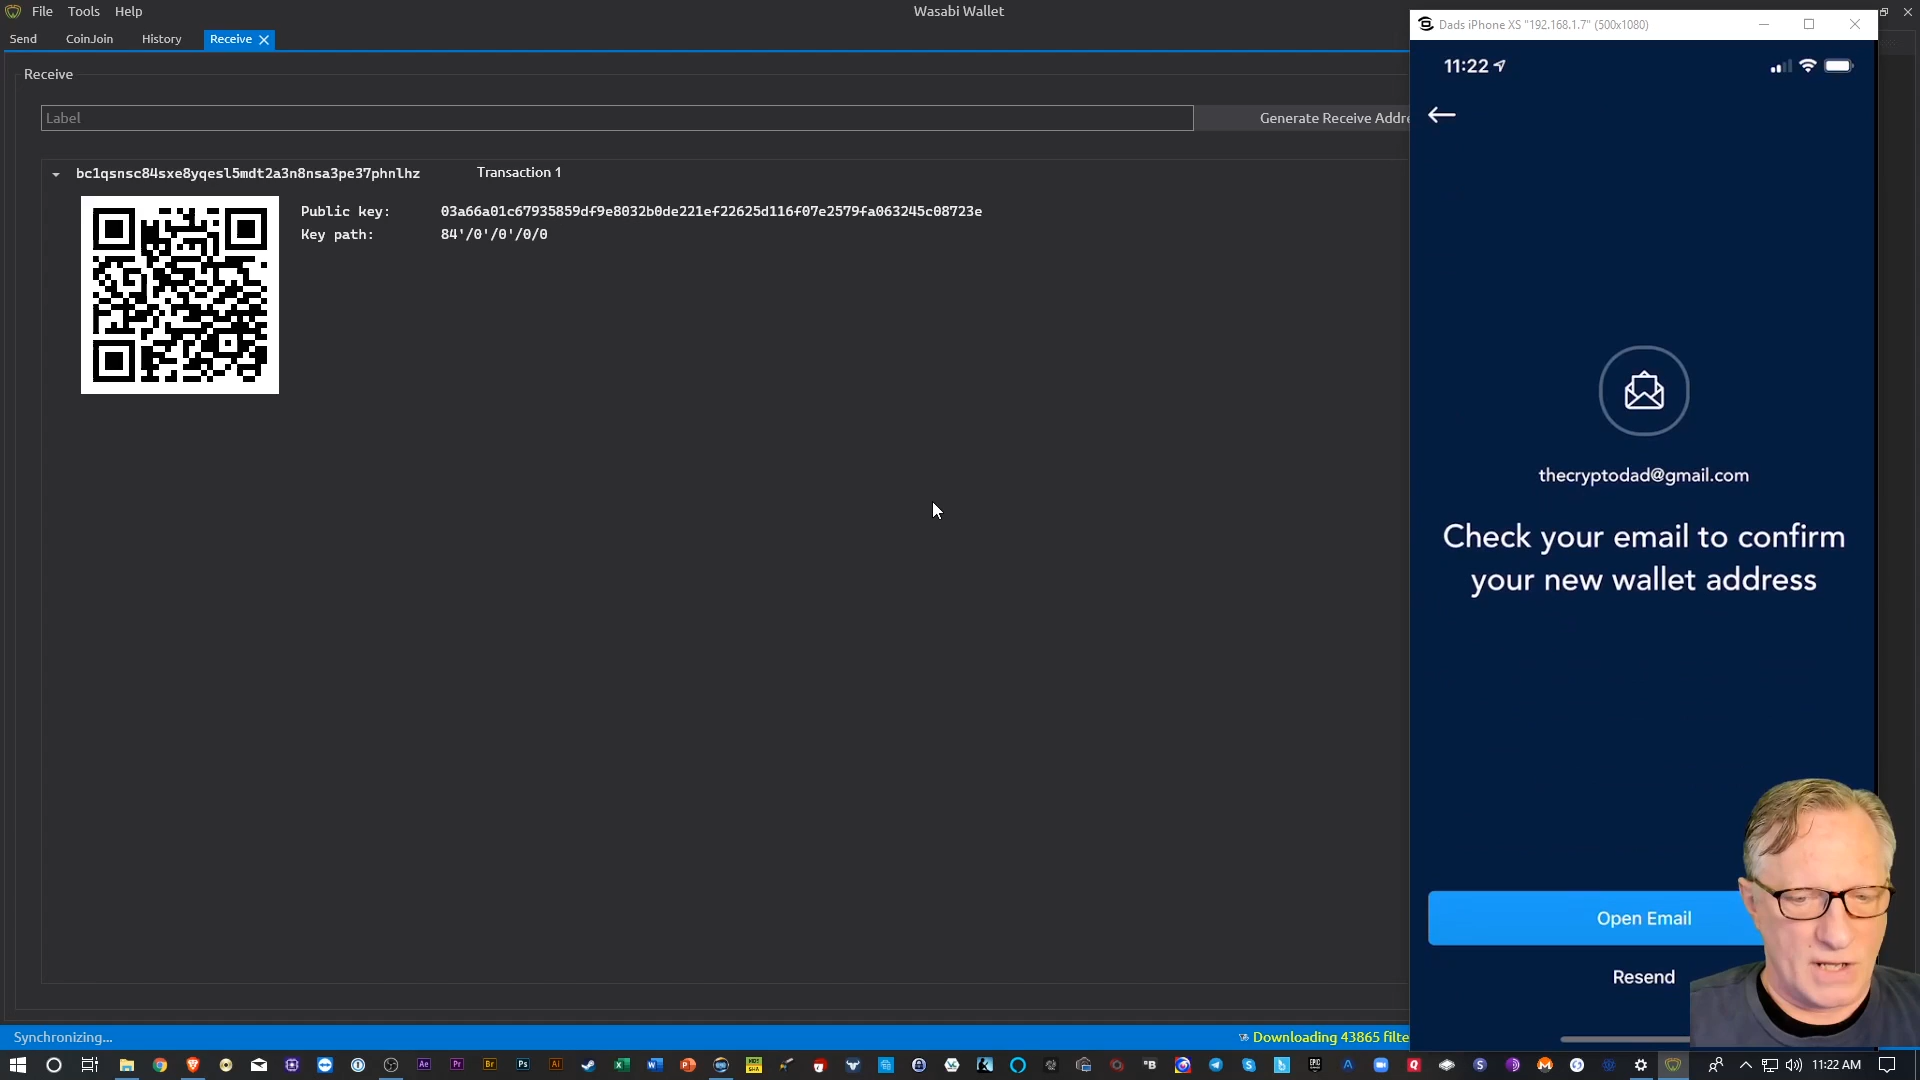 File Tools Help
Wasabi Wallet
Send CoinJoin History Receive
Receive
Label
Generate Receive Addre
bc1qsnsc84sxe8yqesl5mdt2a3n8nsa3pe37phnlhz Transaction 1
Public key: 03a66a01c67935859df9e8032b0de221ef22625d116f07e2579fa063245c08723e
Key path: 84'/0'/0'/0/0
Synchronizing...
Downloading 43865 filte
Dads iPhone XS "192.168.1.7" (500x1080)
11:22
thecryptodad@gmail.com
Check your email to confirm
your new wallet address
Open Email
Resend
11:22 AM